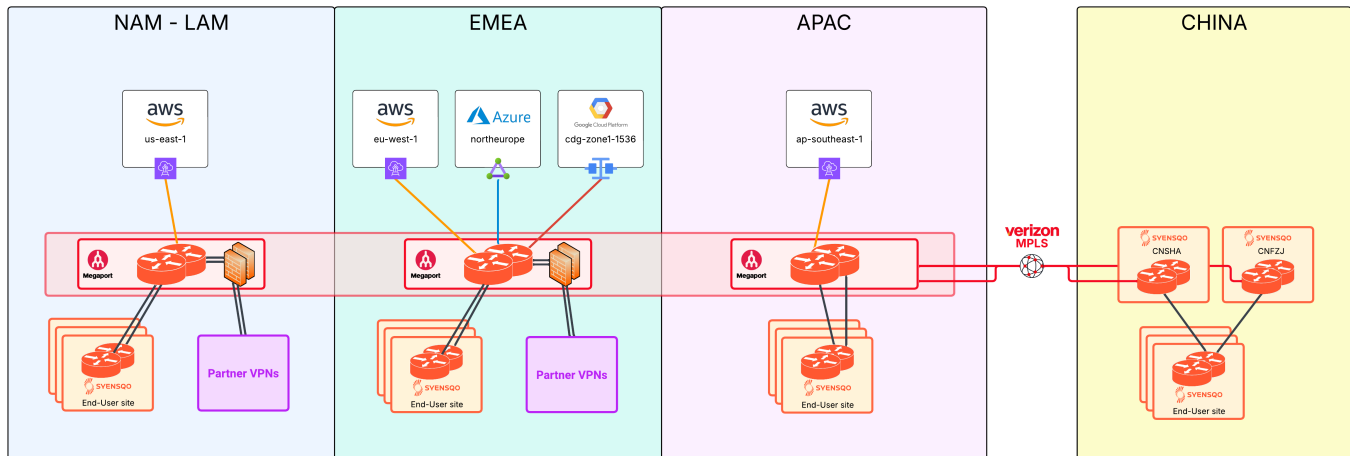 NAM - LAM
EMEA
APAC
CHINA
aws
us-east-1
aws
eu-west-1
Azure
northeurope
Google Cloud Platform
cdg-zone1-1536
aws
ap-southeast-1
verizon
MPLS
Megaport
Megaport
Megaport
SVENSQO
CNSHA
SVENSQO
CNFZJ
SVENSQO
End-User site
Partner VPNs
SVENSQO
End-User site
Partner VPNs
SVENSQO
End-User site
SVENSQO
End-User site